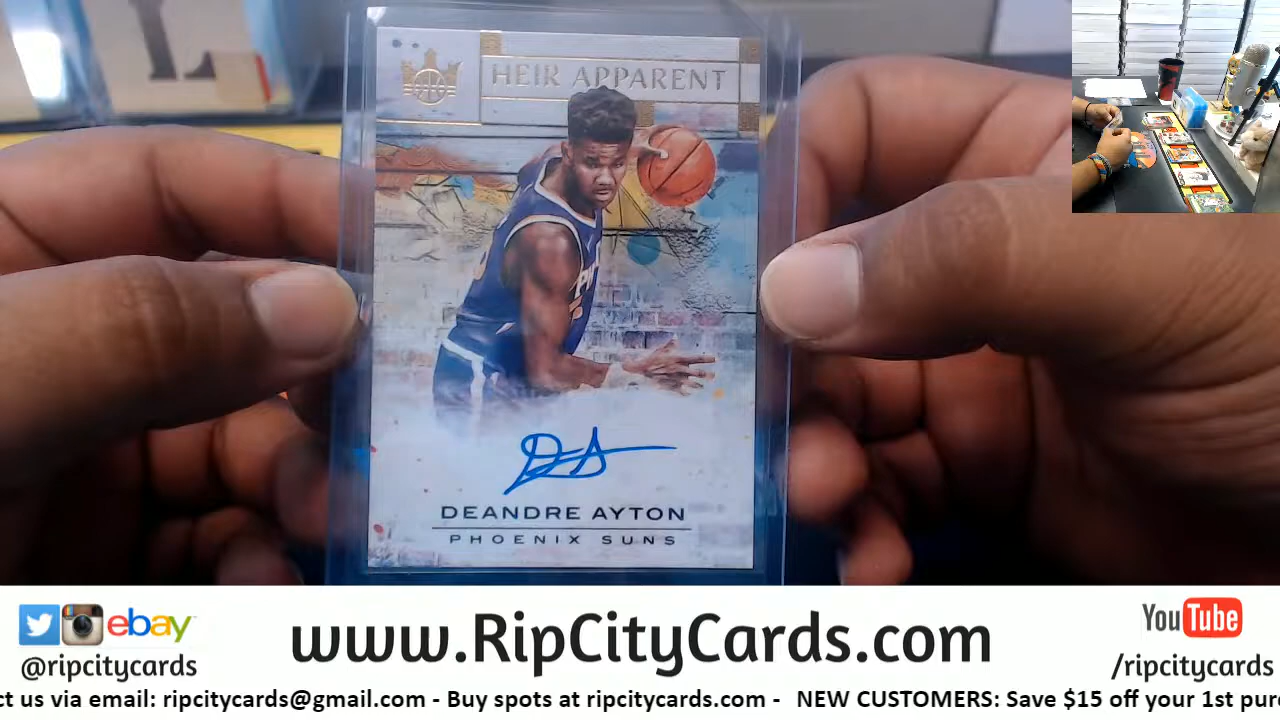 HEIR APPARENT
DEANDRE AYTON
PHOENIX SUNS
ebay
www.RipCityCards.com
YouTube
@ripcitycards
/ripcitycards
ct us via email: ripcitycards@gmail.com - Buy spots at ripcitycards.com - NEW CUSTOMERS: Save $15 off your 1st pur